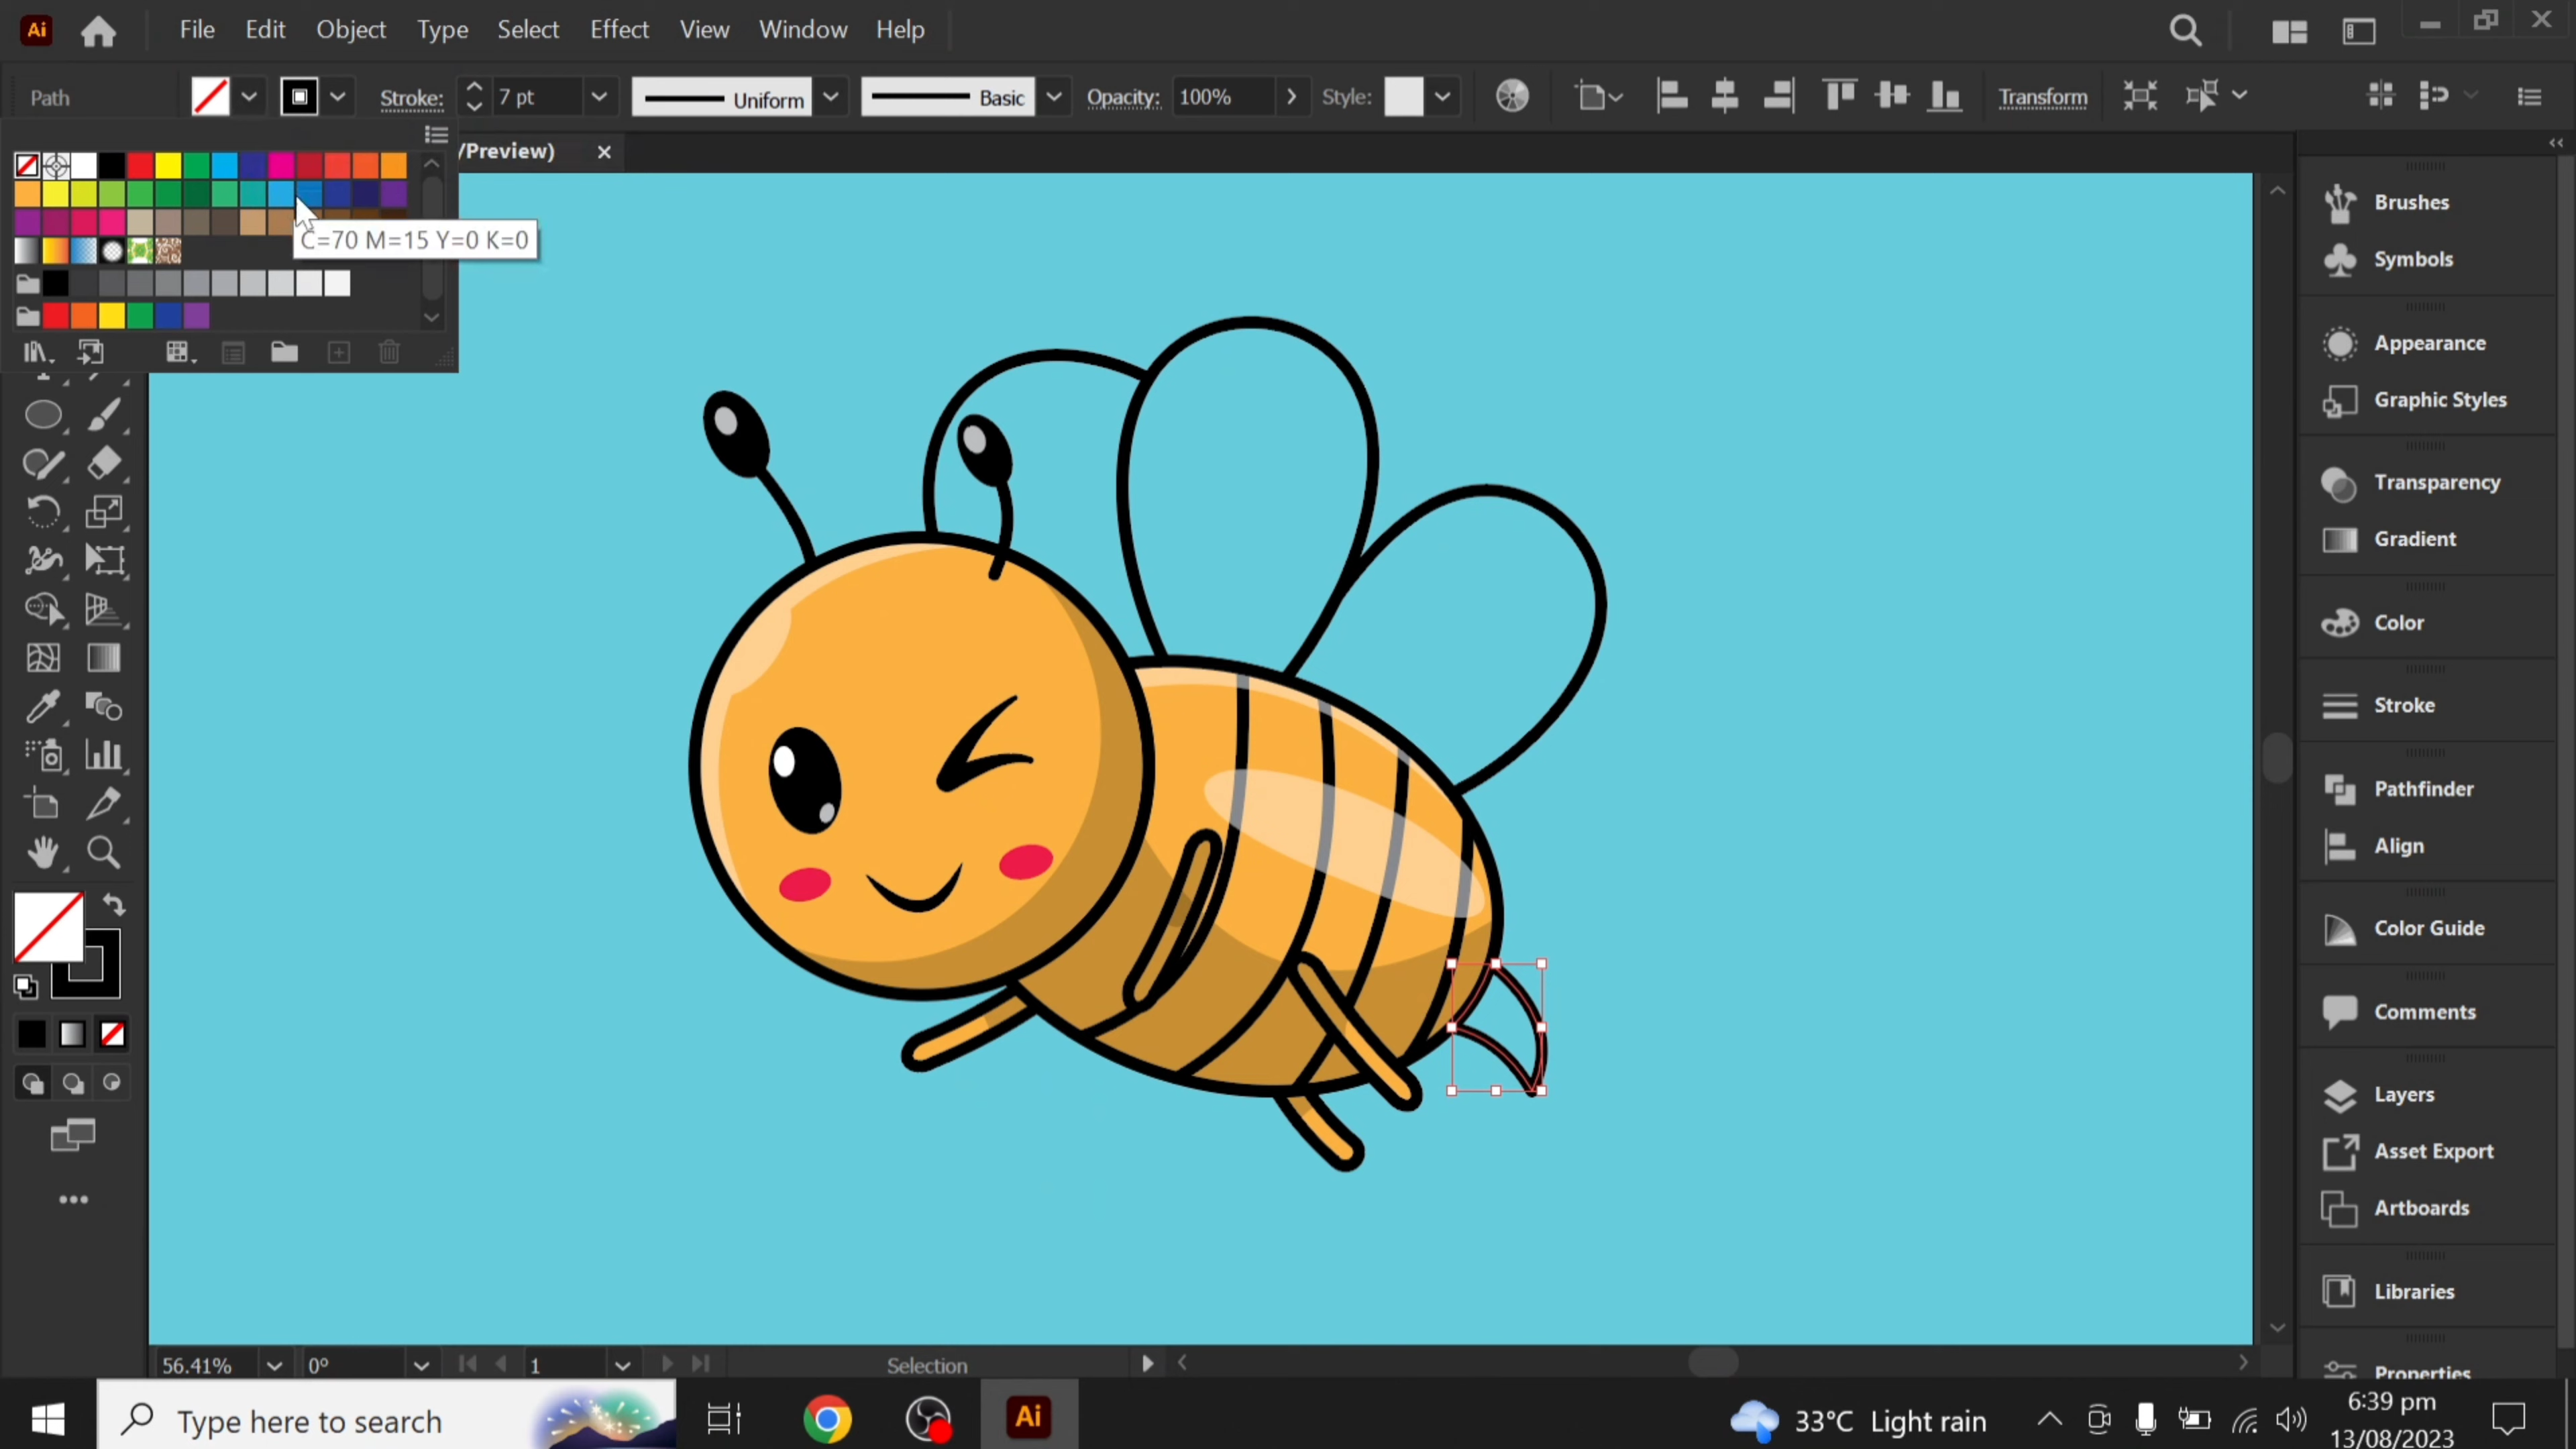 Ai File Edit Object Type Select Effect View Window Help
Path Stroke: 7 pt Uniform Basic Opacity: 100% Style: Transform
/Preview) ×
C=70 M=15 Y=0 K=0
Brushes
Symbols
Appearance
Graphic Styles
Transparency
Gradient
Color
Stroke
Pathfinder
Align
Color Guide
Comments
Layers
Asset Export
Artboards
Libraries
Properties
56.41% 0° 1 Selection
Type here to search Ai 33°C Light rain 6:39 pm
13/08/2023